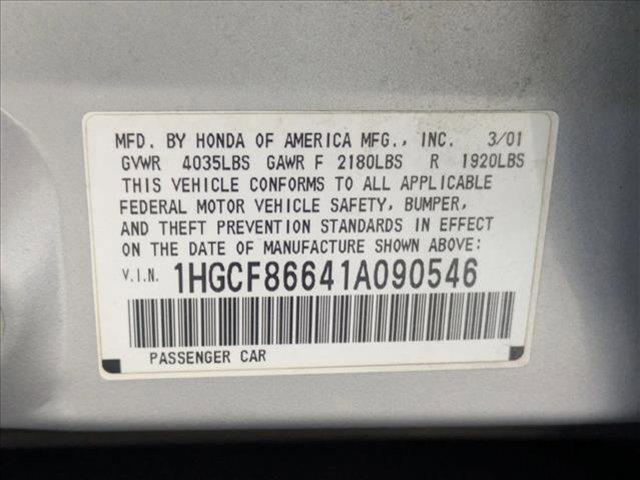 MFD. BY HONDA OF AMERICA MFG., INC. 3/01
GVWR 4035LBS GAWR F 2180LBS R 1920LBS
THIS VEHICLE CONFORMS TO ALL APPLICABLE
FEDERAL MOTOR VEHICLE SAFETY, BUMPER,
AND THEFT PREVENTION STANDARDS IN EFFECT
ON THE DATE OF MANUFACTURE SHOWN ABOVE:
V.I.N. 1HGCF86641A090546
PASSENGER CAR